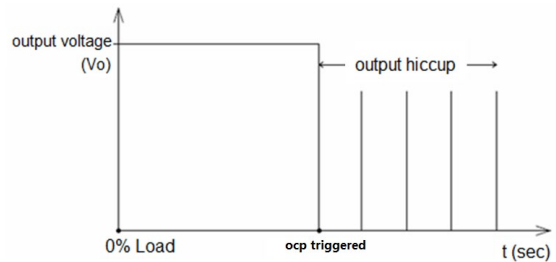 output voltage
(Vo)
output hiccup
0% Load
ocp triggered
t (sec)